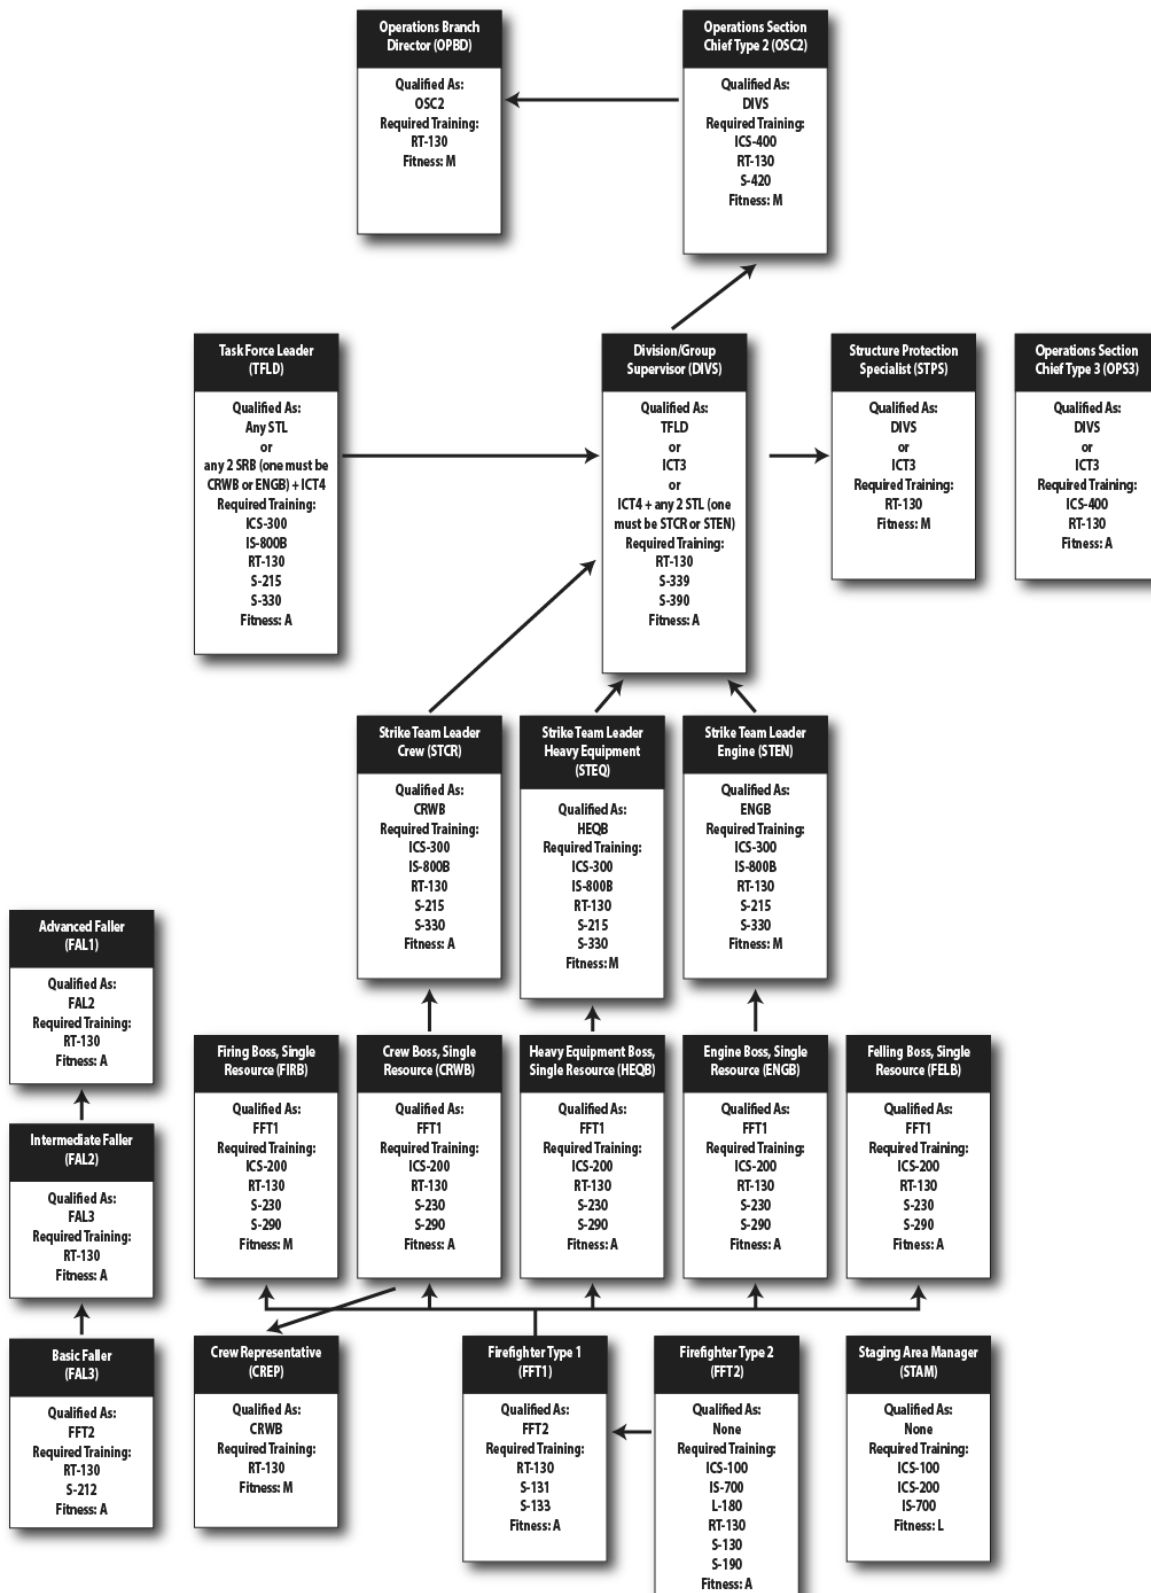 Operations Branch
Director (OPBD)
Qualified As:
OSC2
Required Training:
RT-130
Fitness: M
Operations Section
Chief Type 2 (OSC2)
Qualified As:
DIVS
Required Training:
ICS-400
RT-130
S-420
Fitness: M
Task Force Leader
(TFLD)
Qualified As:
Any STL
or
any 2 SRB (one must be
CRWB or ENGB) + ICT4
Required Training:
ICS-300
IS-800B
RT-130
S-215
S-330
Fitness: A
Division/Group
Supervisor (DIVS)
Qualified As:
TFLD
or
ICT3
or
ICT4 + any 2 STL (one
must be STCR or STEN)
Required Training:
RT-130
S-339
S-390
Fitness: A
Structure Protection
Specialist (STPS)
Qualified As:
DIVS
or
ICT3
Required Training:
RT-130
Fitness: M
Operations Section
Chief Type 3 (OPS3)
Qualified As:
DIVS
or
ICT3
Required Training:
ICS-400
RT-130
Fitness: A
Strike Team Leader
Crew (STCR)
Qualified As:
CRWB
Required Training:
ICS-300
IS-800B
RT-130
S-215
S-330
Fitness: A
Strike Team Leader
Heavy Equipment
(STEQ)
Qualified As:
HEQB
Required Training:
ICS-300
IS-800B
RT-130
S-215
S-330
Fitness: M
Strike Team Leader
Engine (STEN)
Qualified As:
ENGB
Required Training:
ICS-300
IS-800B
RT-130
S-215
S-330
Fitness: M
Advanced Faller
(FAL1)
Qualified As:
FAL2
Required Training:
RT-130
Fitness: A
Intermediate Faller
(FAL2)
Qualified As:
FAL3
Required Training:
RT-130
Fitness: A
Basic Faller
(FAL3)
Qualified As:
FFT2
Required Training:
RT-130
S-212
Fitness: A
Firing Boss, Single
Resource (FIRB)
Qualified As:
FFT1
Required Training:
ICS-200
RT-130
S-230
S-290
Fitness: M
Crew Boss, Single
Resource (CRWB)
Qualified As:
FFT1
Required Training:
ICS-200
RT-130
S-230
S-290
Fitness: A
Heavy Equipment Boss,
Single Resource (HEQB)
Qualified As:
FFT1
Required Training:
ICS-200
RT-130
S-230
S-290
Fitness: A
Engine Boss, Single
Resource (ENGB)
Qualified As:
FFT1
Required Training:
ICS-200
RT-130
S-230
S-290
Fitness: A
Felling Boss, Single
Resource (FELB)
Qualified As:
FFT1
Required Training:
ICS-200
RT-130
S-230
S-290
Fitness: A
Crew Representative
(CREP)
Qualified As:
CRWB
Required Training:
RT-130
Fitness: M
Firefighter Type 1
(FFT1)
Qualified As:
FFT2
Required Training:
RT-130
S-131
S-133
Fitness: A
Firefighter Type 2
(FFT2)
Qualified As:
None
Required Training:
ICS-100
IS-700
L-180
RT-130
S-130
S-190
Fitness: A
Staging Area Manager
(STAM)
Qualified As:
None
Required Training:
ICS-100
ICS-200
IS-700
Fitness: L